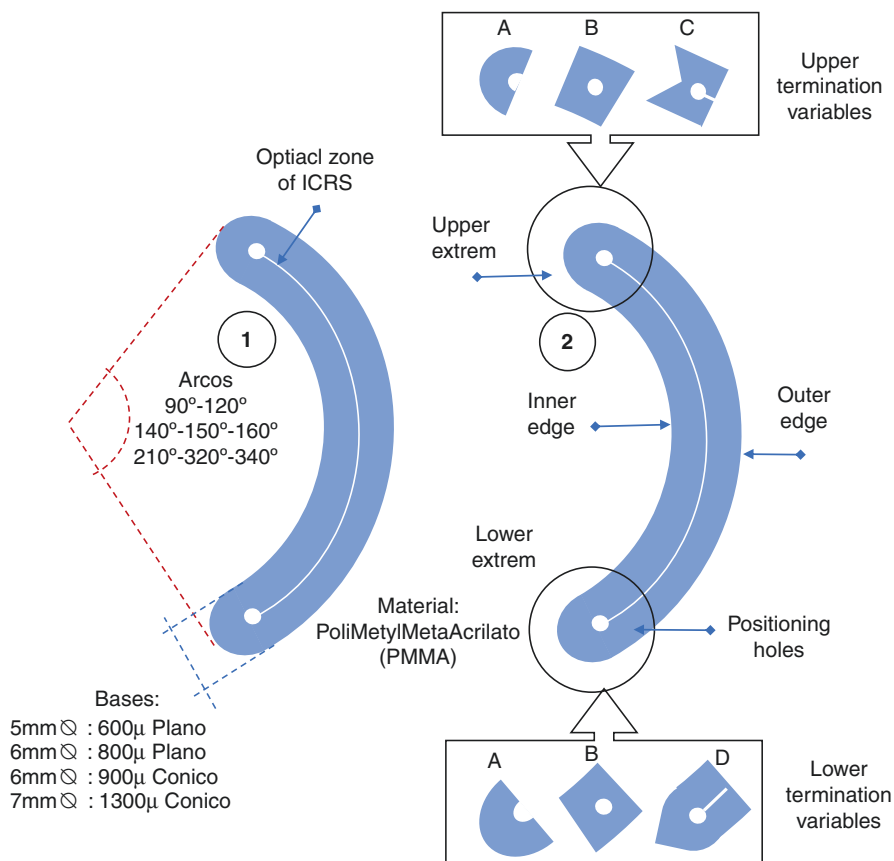 A
B
C
Upper
termination
variables
Optiacl zone
of ICRS
Upper
extrem
1
2
Arcos
90º-120º
140º-150º-160º
210º-320º-340º
Inner
edge
Outer
edge
Lower
extrem
Material:
PoliMetylMetaAcrilato
(PMMA)
Positioning
holes
Bases:
5mm∅ : 600μ Plano
6mm∅ : 800μ Plano
6mm∅ : 900μ Conico
7mm∅ : 1300μ Conico
A
B
D
Lower
termination
variables